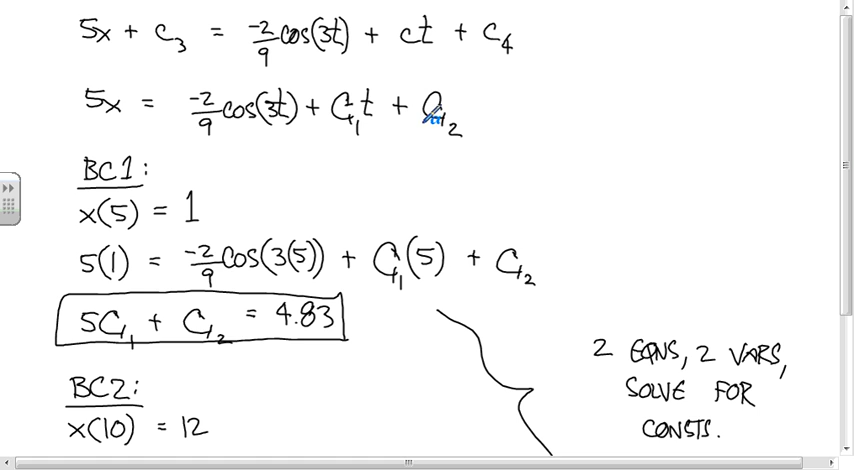 5x + C₃ = -2/9 cos(3t) + ct + C₄
5x = -2/9 cos(3t) + C₁t + C₂
BC1:
x(5) = 1
5(1) = -2/9 cos(3(5)) + C₁(5) + C₂
5C₁ + C₂ = 4.83
BC2:
x(10) = 12
2 EQNS, 2 VARS,
SOLVE FOR
CONSTS.